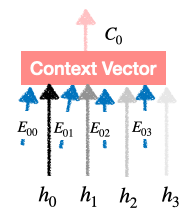 C0
Context Vector
E00 E01 E02 E03
h0 h1 h2 h3